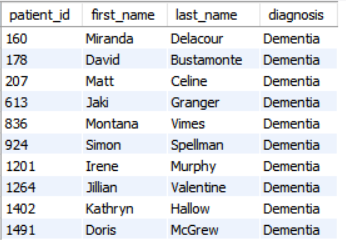 patient_id first_name last_name diagnosis
160 Miranda Delacour Dementia
178 David Bustamonte Dementia
207 Matt Celine Dementia
613 Jaki Granger Dementia
836 Montana Vimes Dementia
924 Simon Spellman Dementia
1201 Irene Murphy Dementia
1264 Jillian Valentine Dementia
1402 Kathryn Hallow Dementia
1491 Doris McGrew Dementia